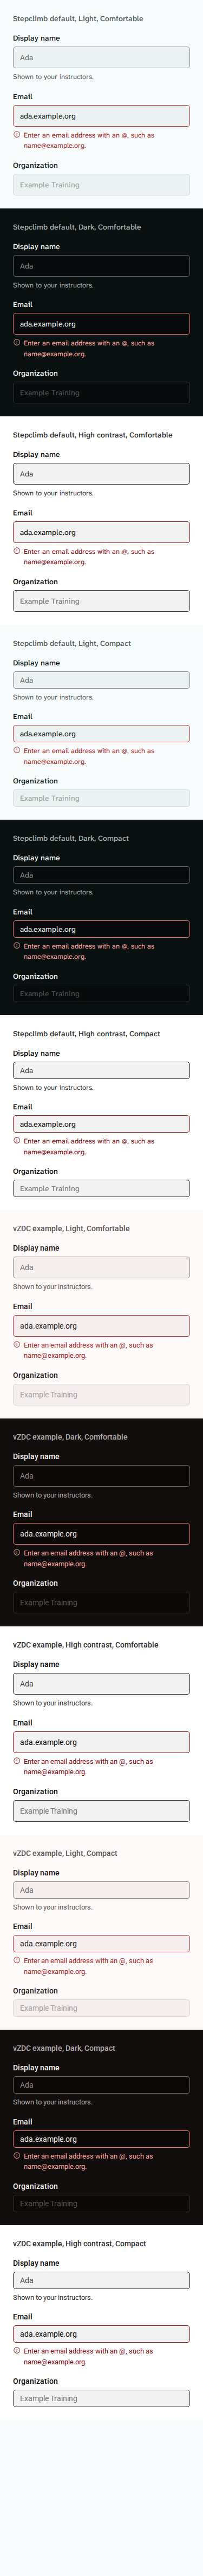 Stepclimb default, Light, Comfortable
Display name
Ada
Shown to your instructors.
Email
ada.example.org
Enter an email address with an @, such as
name@example.org.
Organization
Example Training
Stepclimb default, Dark, Comfortable
Display name
Ada
Shown to your instructors.
Email
ada.example.org
Enter an email address with an @, such as
name@example.org.
Organization
Example Training
Stepclimb default, High contrast, Comfortable
Display name
Ada
Shown to your instructors.
Email
ada.example.org
Enter an email address with an @, such as
name@example.org.
Organization
Example Training
Stepclimb default, Light, Compact
Display name
Ada
Shown to your instructors.
Email
ada.example.org
Enter an email address with an @, such as
name@example.org.
Organization
Example Training
Stepclimb default, Dark, Compact
Display name
Ada
Shown to your instructors.
Email
ada.example.org
Enter an email address with an @, such as
name@example.org.
Organization
Example Training
Stepclimb default, High contrast, Compact
Display name
Ada
Shown to your instructors.
Email
ada.example.org
Enter an email address with an @, such as
name@example.org.
Organization
Example Training
vZDC example, Light, Comfortable
Display name
Ada
Shown to your instructors.
Email
ada.example.org
Enter an email address with an @, such as
name@example.org.
Organization
Example Training
vZDC example, Dark, Comfortable
Display name
Ada
Shown to your instructors.
Email
ada.example.org
Enter an email address with an @, such as
name@example.org.
Organization
Example Training
vZDC example, High contrast, Comfortable
Display name
Ada
Shown to your instructors.
Email
ada.example.org
Enter an email address with an @, such as
name@example.org.
Organization
Example Training
vZDC example, Light, Compact
Display name
Ada
Shown to your instructors.
Email
ada.example.org
Enter an email address with an @, such as
name@example.org.
Organization
Example Training
vZDC example, Dark, Compact
Display name
Ada
Shown to your instructors.
Email
ada.example.org
Enter an email address with an @, such as
name@example.org.
Organization
Example Training
vZDC example, High contrast, Compact
Display name
Ada
Shown to your instructors.
Email
ada.example.org
Enter an email address with an @, such as
name@example.org.
Organization
Example Training